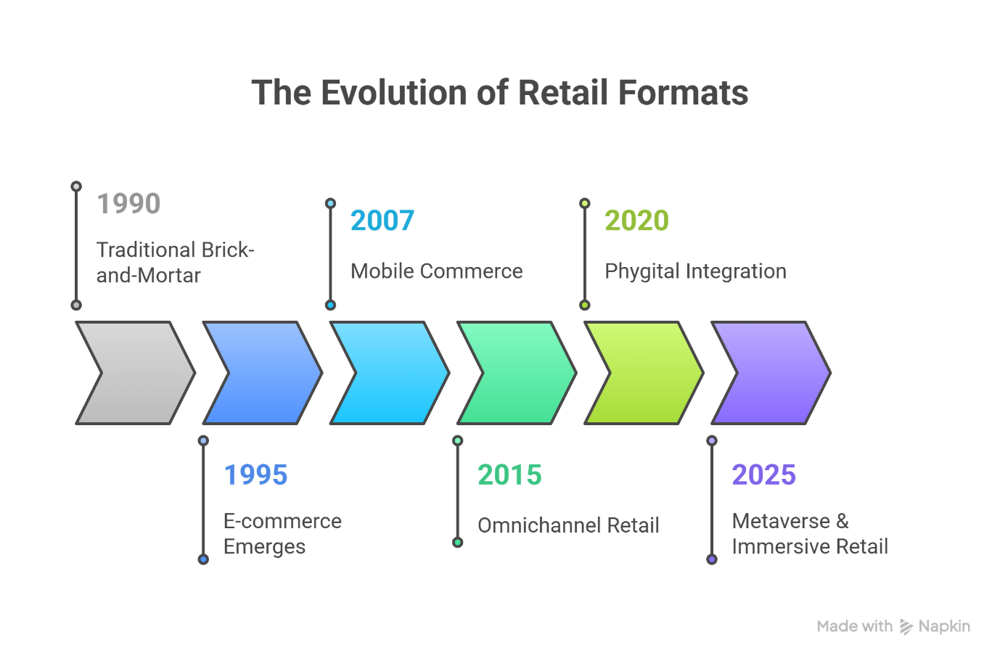 The Evolution of Retail Formats
1990
Traditional Brick-
and-Mortar
1995
E-commerce
Emerges
2007
Mobile Commerce
2015
Omnichannel Retail
2020
Phygital Integration
2025
Metaverse &
Immersive Retail
Made with Napkin